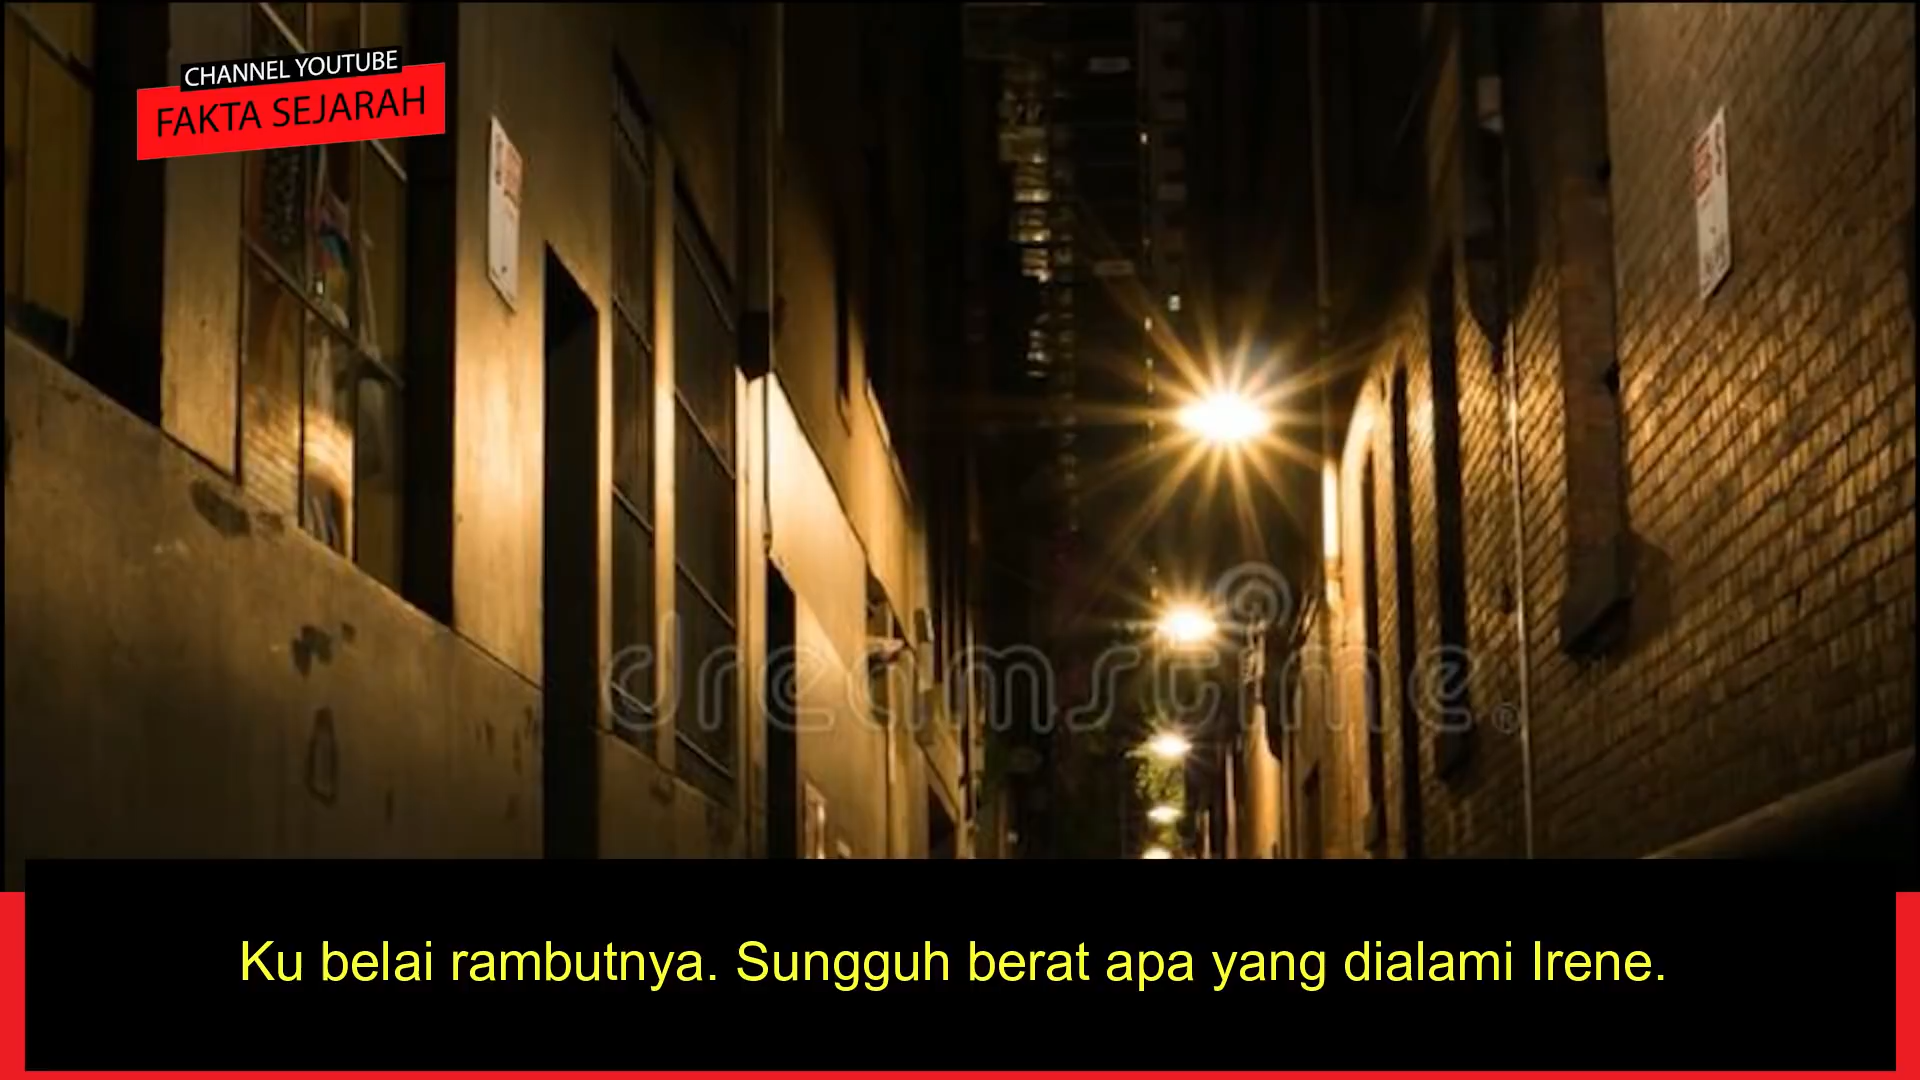 CHANNEL YOUTUBE
FAKTA SEJARAH
dreamstime
Ku belai rambutnya. Sungguh berat apa yang dialami Irene.